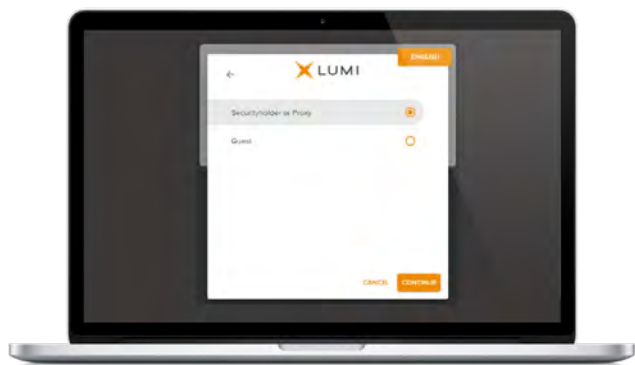 ENGLISH
LUMI
Securityholder or Proxy
Guest
CANCEL CONTINUE